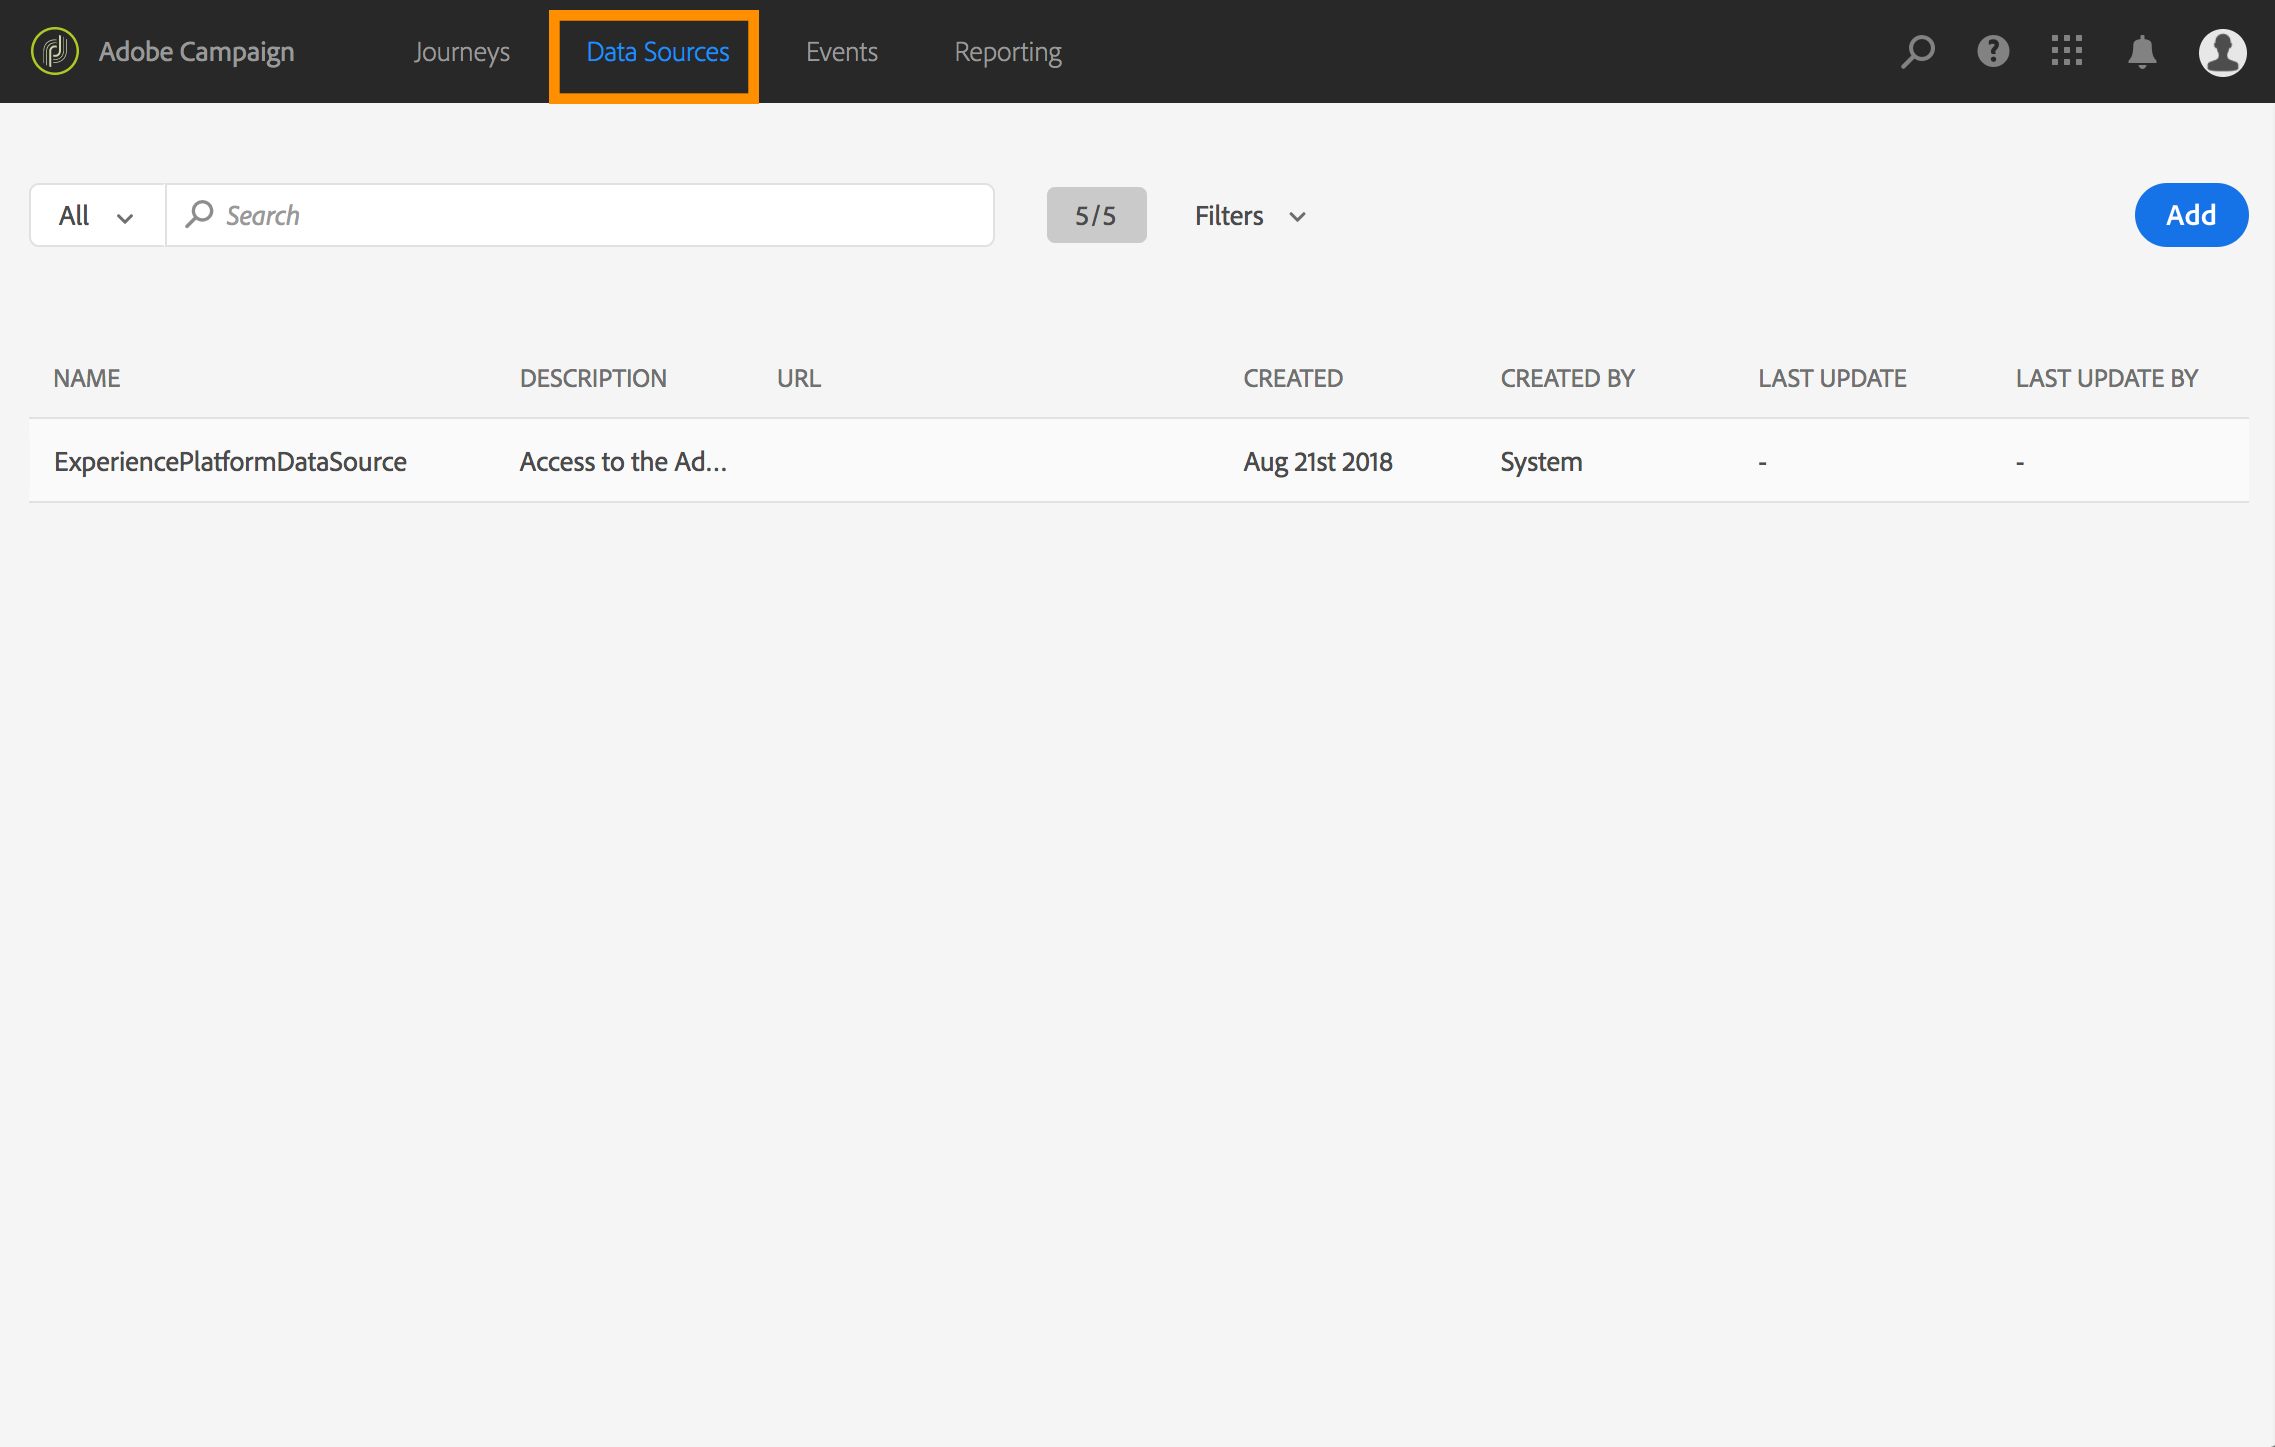 Adobe Campaign Journeys Data Sources Events Reporting
All Search 5/5 Filters Add
NAME DESCRIPTION URL CREATED CREATED BY LAST UPDATE LAST UPDATE BY
ExperiencePlatformDataSource Access to the Ad... Aug 21st 2018 System - -